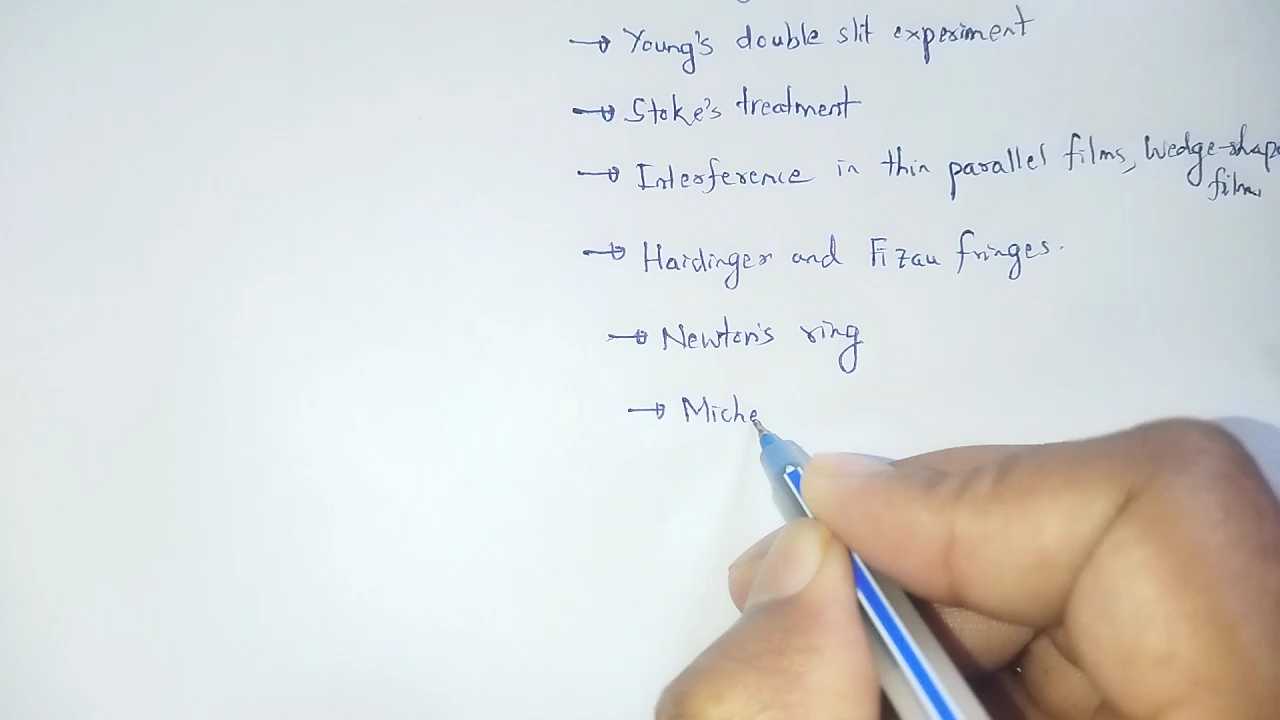 → Young's double slit experiment
→ Stoke's treatment
→ Interference in thin parallel films, Wedge-shape
film
→ Haidinger and Fizau fringes.
→ Newton's ring
→ Miche